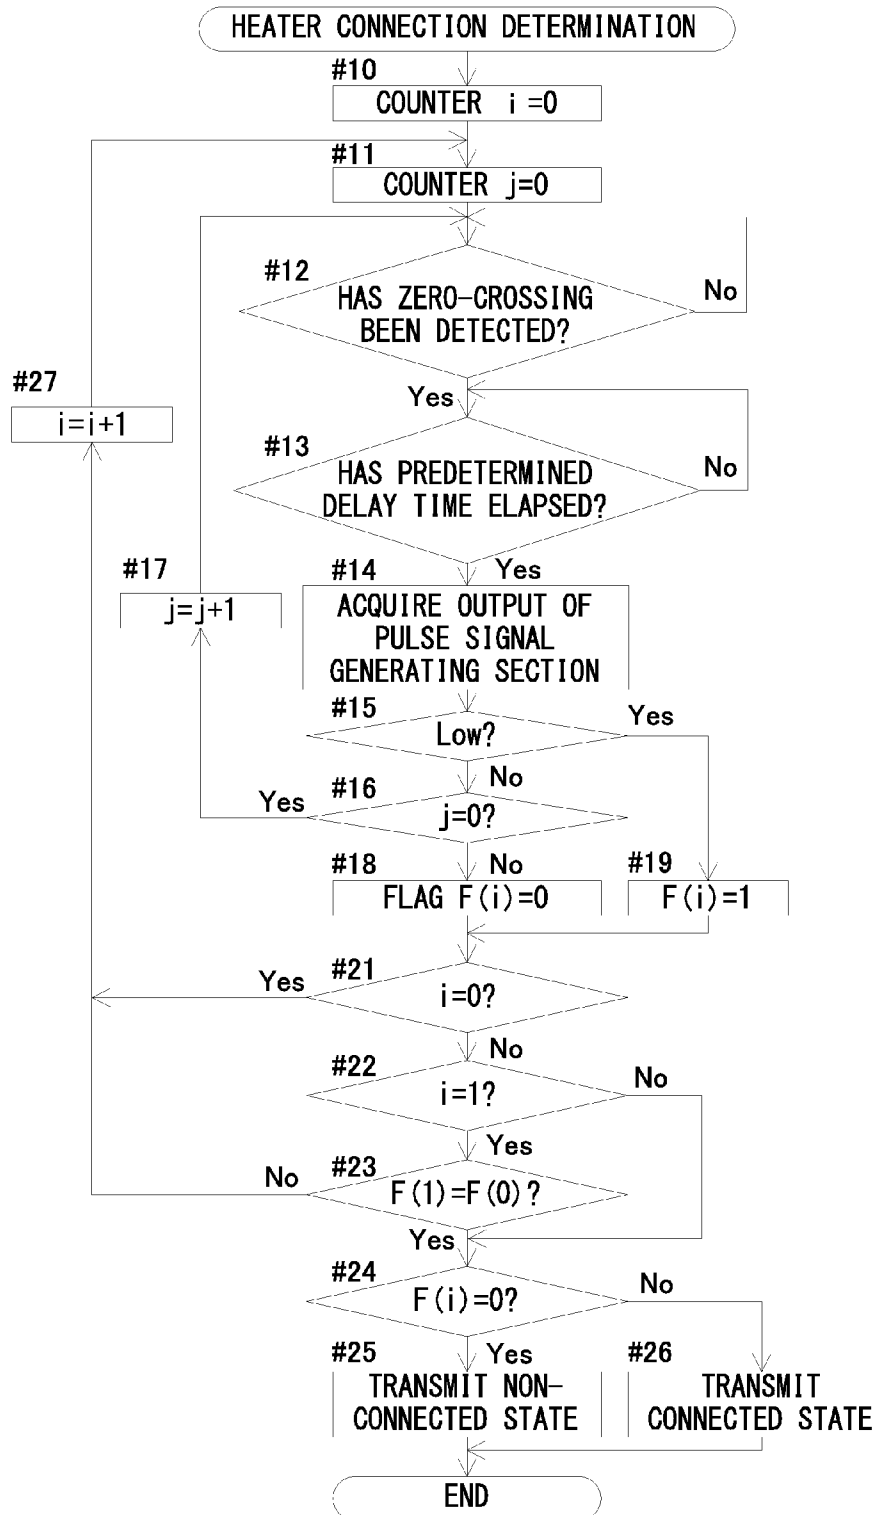 HEATER CONNECTION DETERMINATION
#10
COUNTER i=0
#11
COUNTER j=0
#12
HAS ZERO-CROSSING
BEEN DETECTED?
No
Yes
#27
i=i+1
#13
HAS PREDETERMINED
DELAY TIME ELAPSED?
No
Yes
#17
j=j+1
#14
ACQUIRE OUTPUT OF
PULSE SIGNAL
GENERATING SECTION
#15
Low?
Yes
No
#16
j=0?
Yes
No
#18
FLAG F(i)=0
#19
F(i)=1
#21
i=0?
Yes
No
#22
i=1?
No
Yes
#23
F(1)=F(0)?
No
Yes
#24
F(i)=0?
No
Yes
#25
TRANSMIT NON-
CONNECTED STATE
#26
TRANSMIT
CONNECTED STATE
END